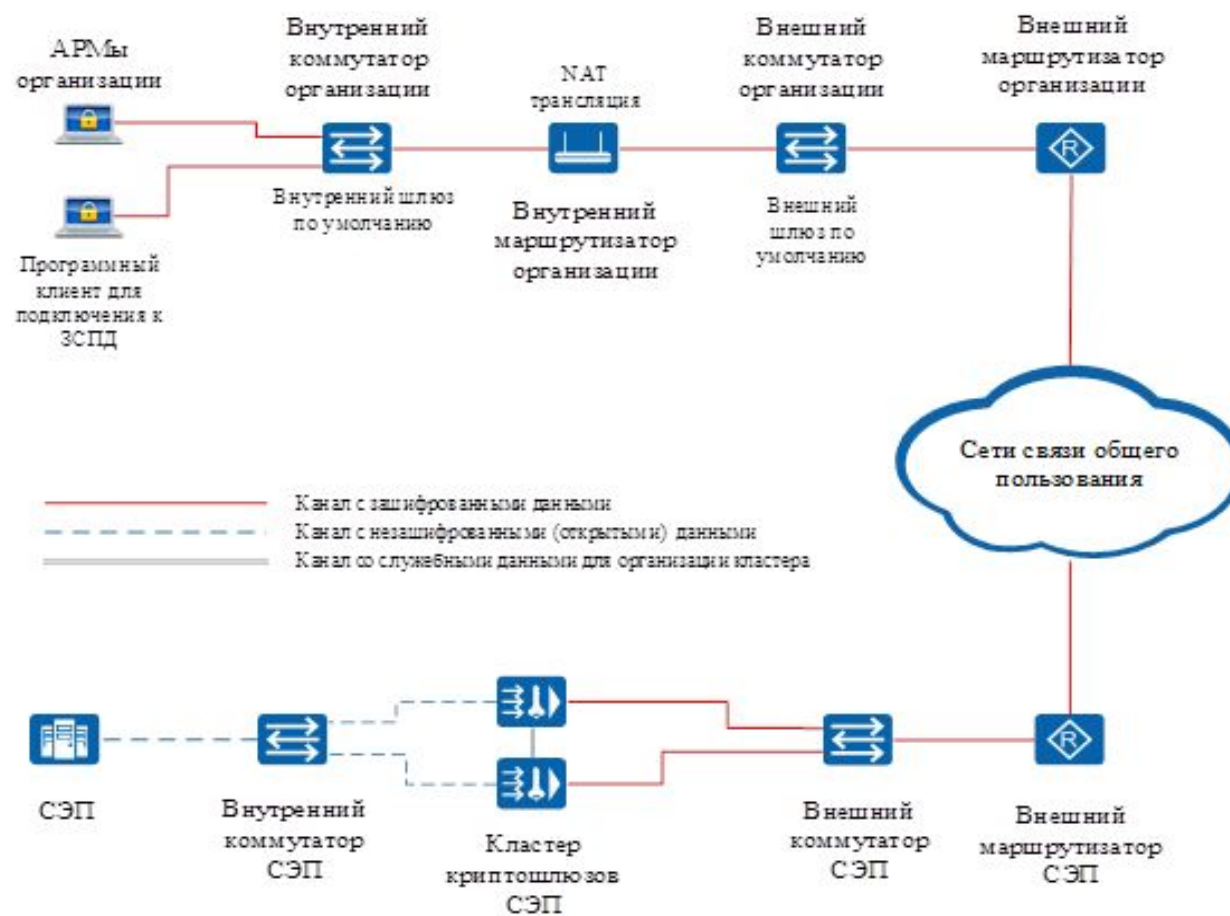 АРМы
организации
Внутренний
коммутатор
организации
NAT
трансляция
Внешний
коммутатор
организации
Внешний
маршрутизатор
организации
R
Внутренний шлюз
по умолчанию
Внутренний
маршрутизатор
организации
Внешний
шлюз по
умолчанию
Программный
клиент для
подключения к
ЗСПД
Сети связи общего
пользования
Канал с зашифрованными данными
Канал с незашифрованными (открытыми) данными
Канал со служебными данными для организации кластера
R
СЭП
Внутренний
коммутатор
СЭП
Кластер
криптошлюзов
СЭП
Внешний
коммутатор
СЭП
Внешний
маршрутизатор
СЭП